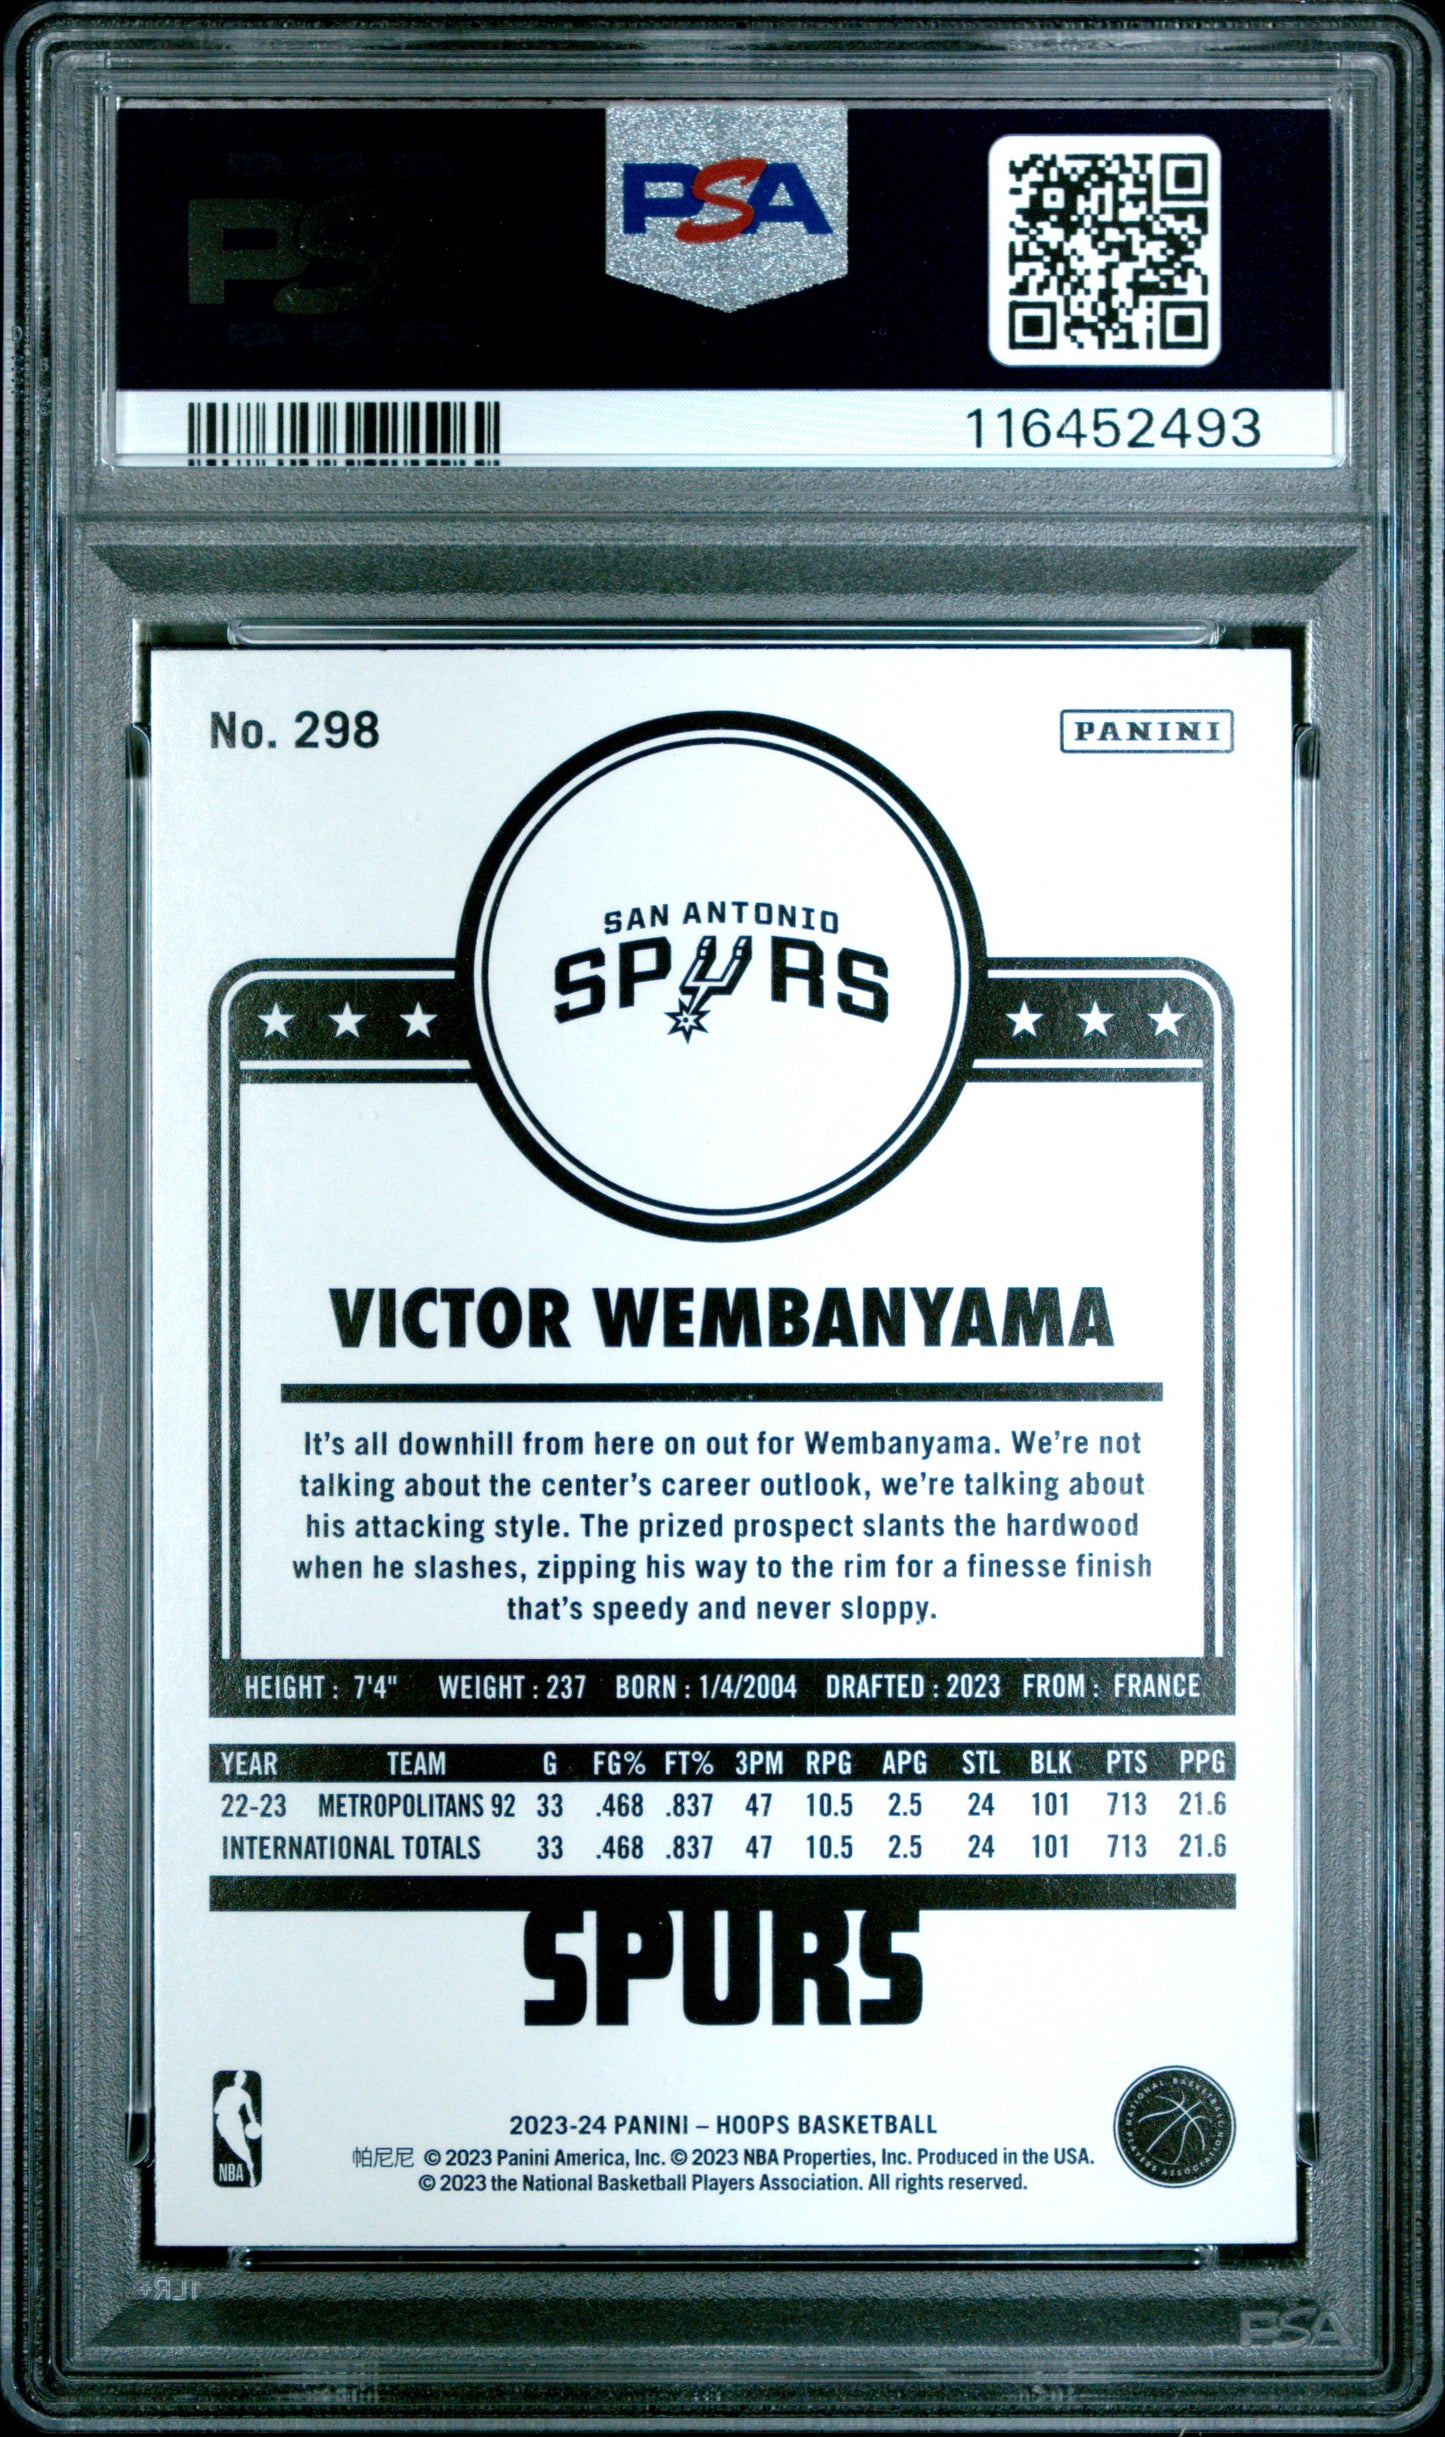 PSA
116452493
No. 298
PANINI
SAN ANTONIO
SPURS
VICTOR WEMBANYAMA
It's all downhill from here on out for Wembanyama. We're not
talking about the center's career outlook, we're talking about
his attacking style. The prized prospect slants the hardwood
when he slashes, zipping his way to the rim for a finesse finish
that's speedy and never sloppy.
HEIGHT : 7'4" WEIGHT : 237 BORN : 1/4/2004 DRAFTED : 2023 FROM : FRANCE
YEAR TEAM G FG% FT% 3PM RPG APG STL BLK PTS PPG
22-23 METROPOLITANS 92 33 .468 .837 47 10.5 2.5 24 101 713 21.6
INTERNATIONAL TOTALS 33 .468 .837 47 10.5 2.5 24 101 713 21.6
SPURS
NBA
NATIONAL BASKETBALL PLAYERS ASSOCIATION
2023-24 PANINI – HOOPS BASKETBALL
帕尼尼 © 2023 Panini America, Inc. © 2023 NBA Properties, Inc. Produced in the USA.
© 2023 the National Basketball Players Association. All rights reserved.
PSA